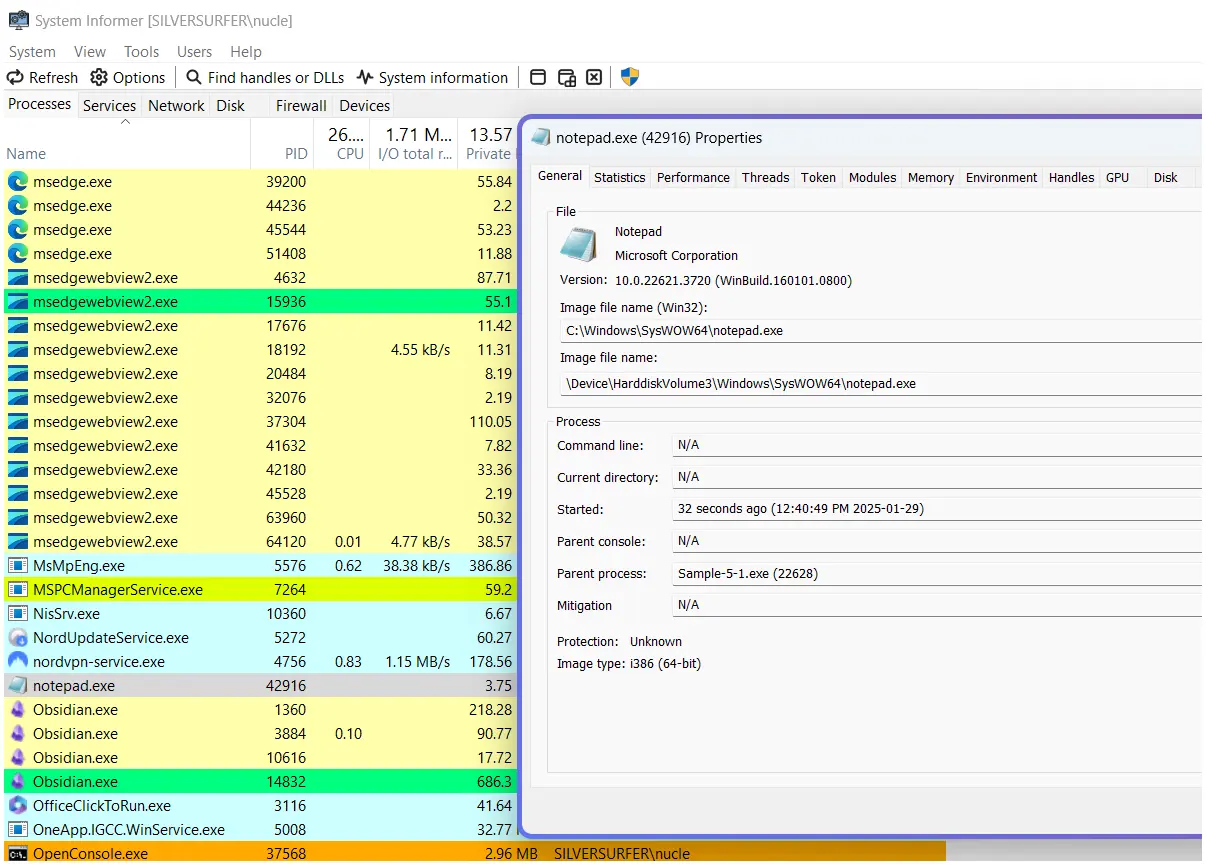 System Informer [SILVERSURFER\nucle]
System View Tools Users Help
Refresh Options Find handles or DLLs System information
Processes Services Network Disk Firewall Devices
26.... 1.71 M... 13.57
Name PID CPU I/O total r... Private
msedge.exe 39200 55.84
msedge.exe 44236 2.2
msedge.exe 45544 53.23
msedge.exe 51408 11.88
msedgewebview2.exe 4632 87.71
msedgewebview2.exe 15936 55.1
msedgewebview2.exe 17676 11.42
msedgewebview2.exe 18192 4.55 kB/s 11.31
msedgewebview2.exe 20484 8.19
msedgewebview2.exe 32076 2.19
msedgewebview2.exe 37304 110.05
msedgewebview2.exe 41632 7.82
msedgewebview2.exe 42180 33.36
msedgewebview2.exe 45528 2.19
msedgewebview2.exe 63960 50.32
msedgewebview2.exe 64120 0.01 4.77 kB/s 38.57
MsMpEng.exe 5576 0.62 38.38 kB/s 386.86
MSPCManagerService.exe 7264 59.2
NisSrv.exe 10360 6.67
NordUpdateService.exe 5272 60.27
nordvpn-service.exe 4756 0.83 1.15 MB/s 178.56
notepad.exe 42916 3.75
Obsidian.exe 1360 218.28
Obsidian.exe 3884 0.10 90.77
Obsidian.exe 10616 17.72
Obsidian.exe 14832 686.3
OfficeClickToRun.exe 3116 41.64
OneApp.IGCC.WinService.exe 5008 32.77
OpenConsole.exe 37568 2.96 MB SILVERSURFER\nucle
notepad.exe (42916) Properties
General Statistics Performance Threads Token Modules Memory Environment Handles GPU Disk
File
Notepad
Microsoft Corporation
Version: 10.0.22621.3720 (WinBuild.160101.0800)
Image file name (Win32):
C:\Windows\SysWOW64\notepad.exe
Image file name:
\Device\HarddiskVolume3\Windows\SysWOW64\notepad.exe
Process
Command line: N/A
Current directory: N/A
Started: 32 seconds ago (12:40:49 PM 2025-01-29)
Parent console: N/A
Parent process: Sample-5-1.exe (22628)
Mitigation N/A
Protection: Unknown
Image type: i386 (64-bit)